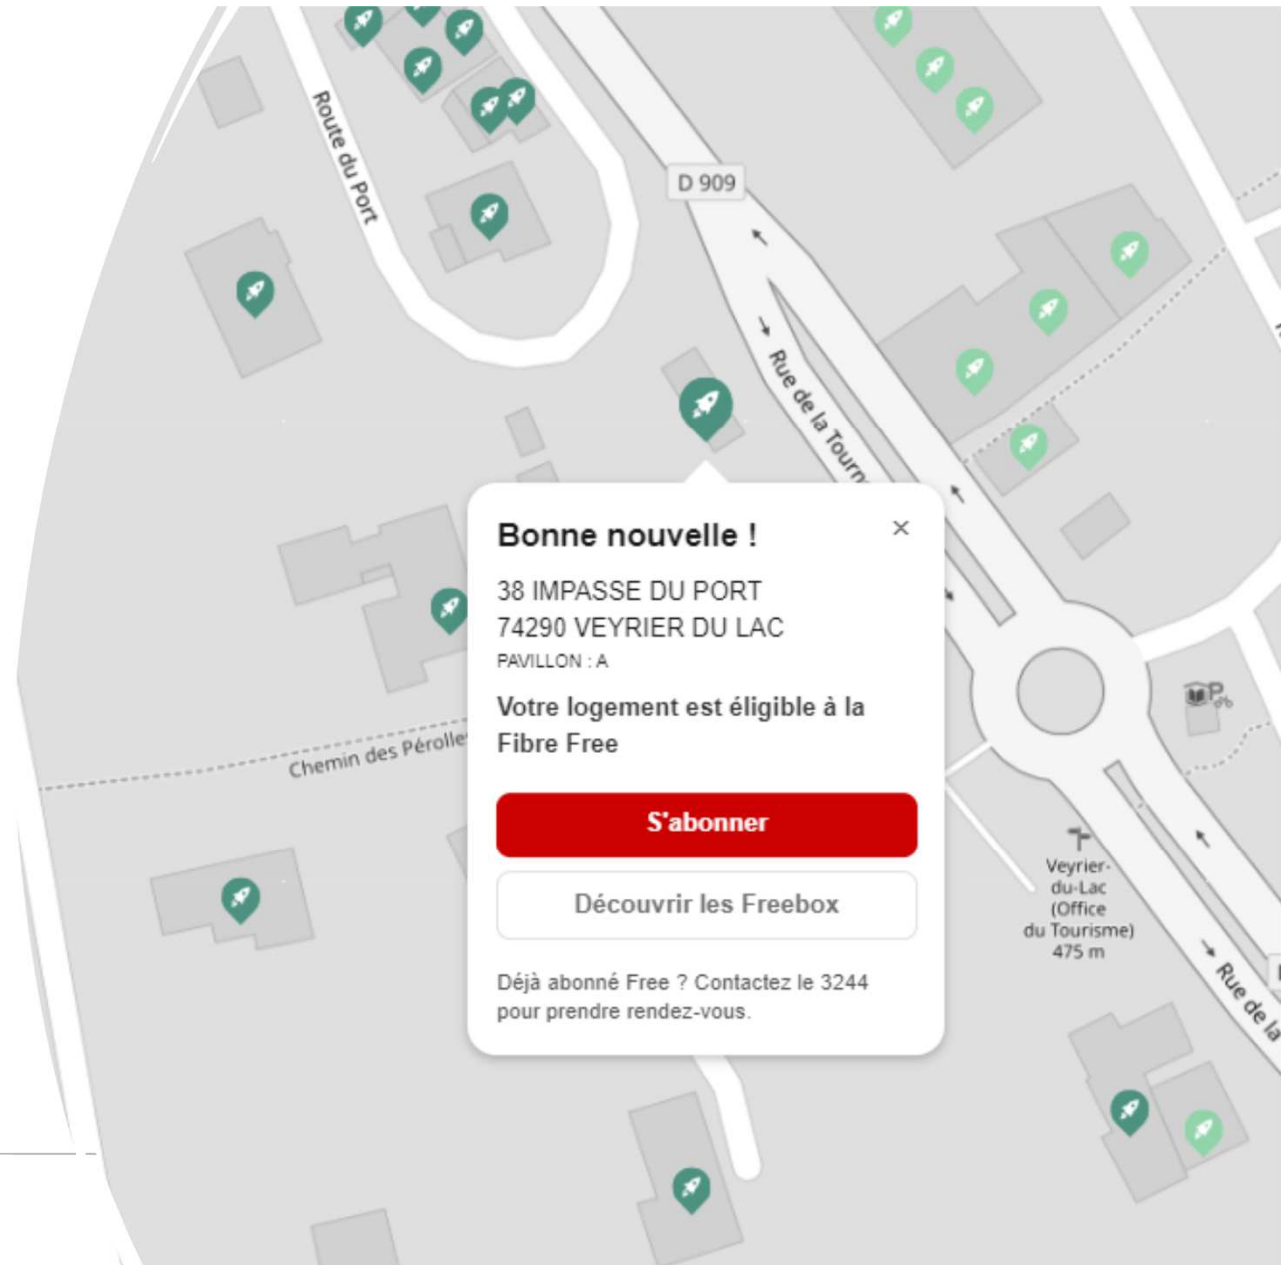 Route du Port
D 909
Rue de la Tourn
Bonne nouvelle !
×
38 IMPASSE DU PORT
74290 VEYRIER DU LAC
PAVILLON : A
Votre logement est éligible à la
Fibre Free
S'abonner
Découvrir les Freebox
Déjà abonné Free ? Contactez le 3244
pour prendre rendez-vous.
Chemin des Pérolle
P
Veyrier-
du-Lac
(Office
du Tourisme)
475 m
Rue de la